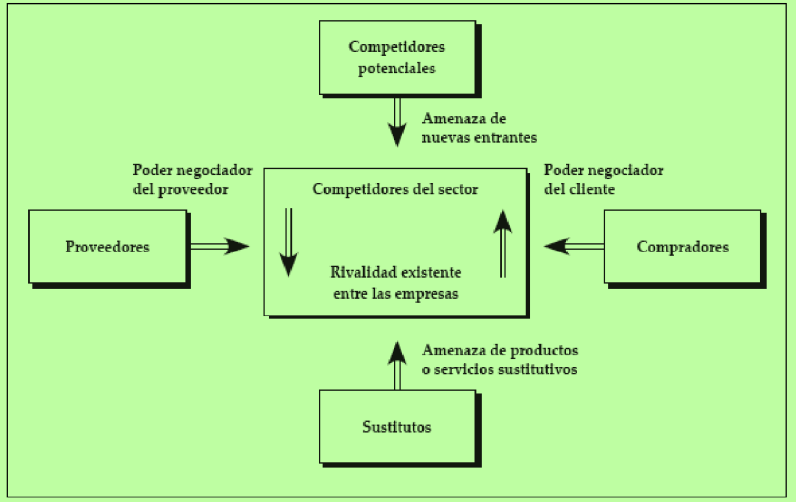 Competidores
potenciales
Amenaza de
nuevas entrantes
Poder negociador
del proveedor
Competidores del sector
Poder negociador
del cliente
Proveedores
Compradores
Rivalidad existente
entre las empresas
Amenaza de productos
o servicios sustitutivos
Sustitutos